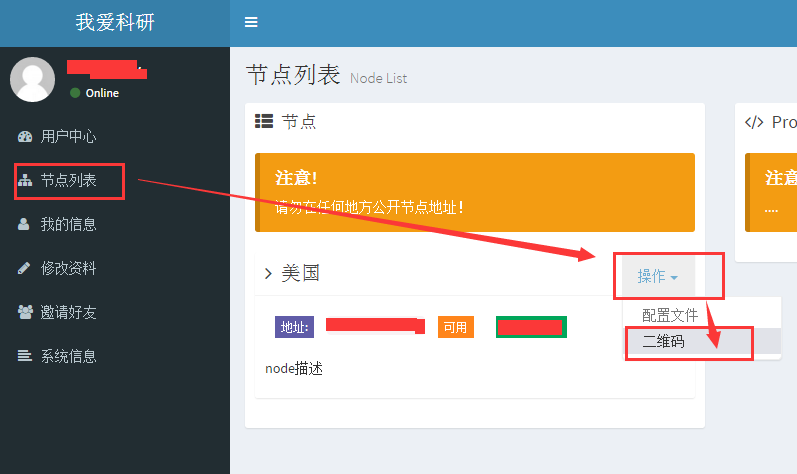 我爱科研
Online
用户中心
节点列表
我的信息
修改资料
邀请好友
系统信息
节点列表 Node List
节点
注意!
请勿在任何地方公开节点地址!
美国
操作
配置文件
二维码
地址:
可用
node描述
</> Pro
注意!
....